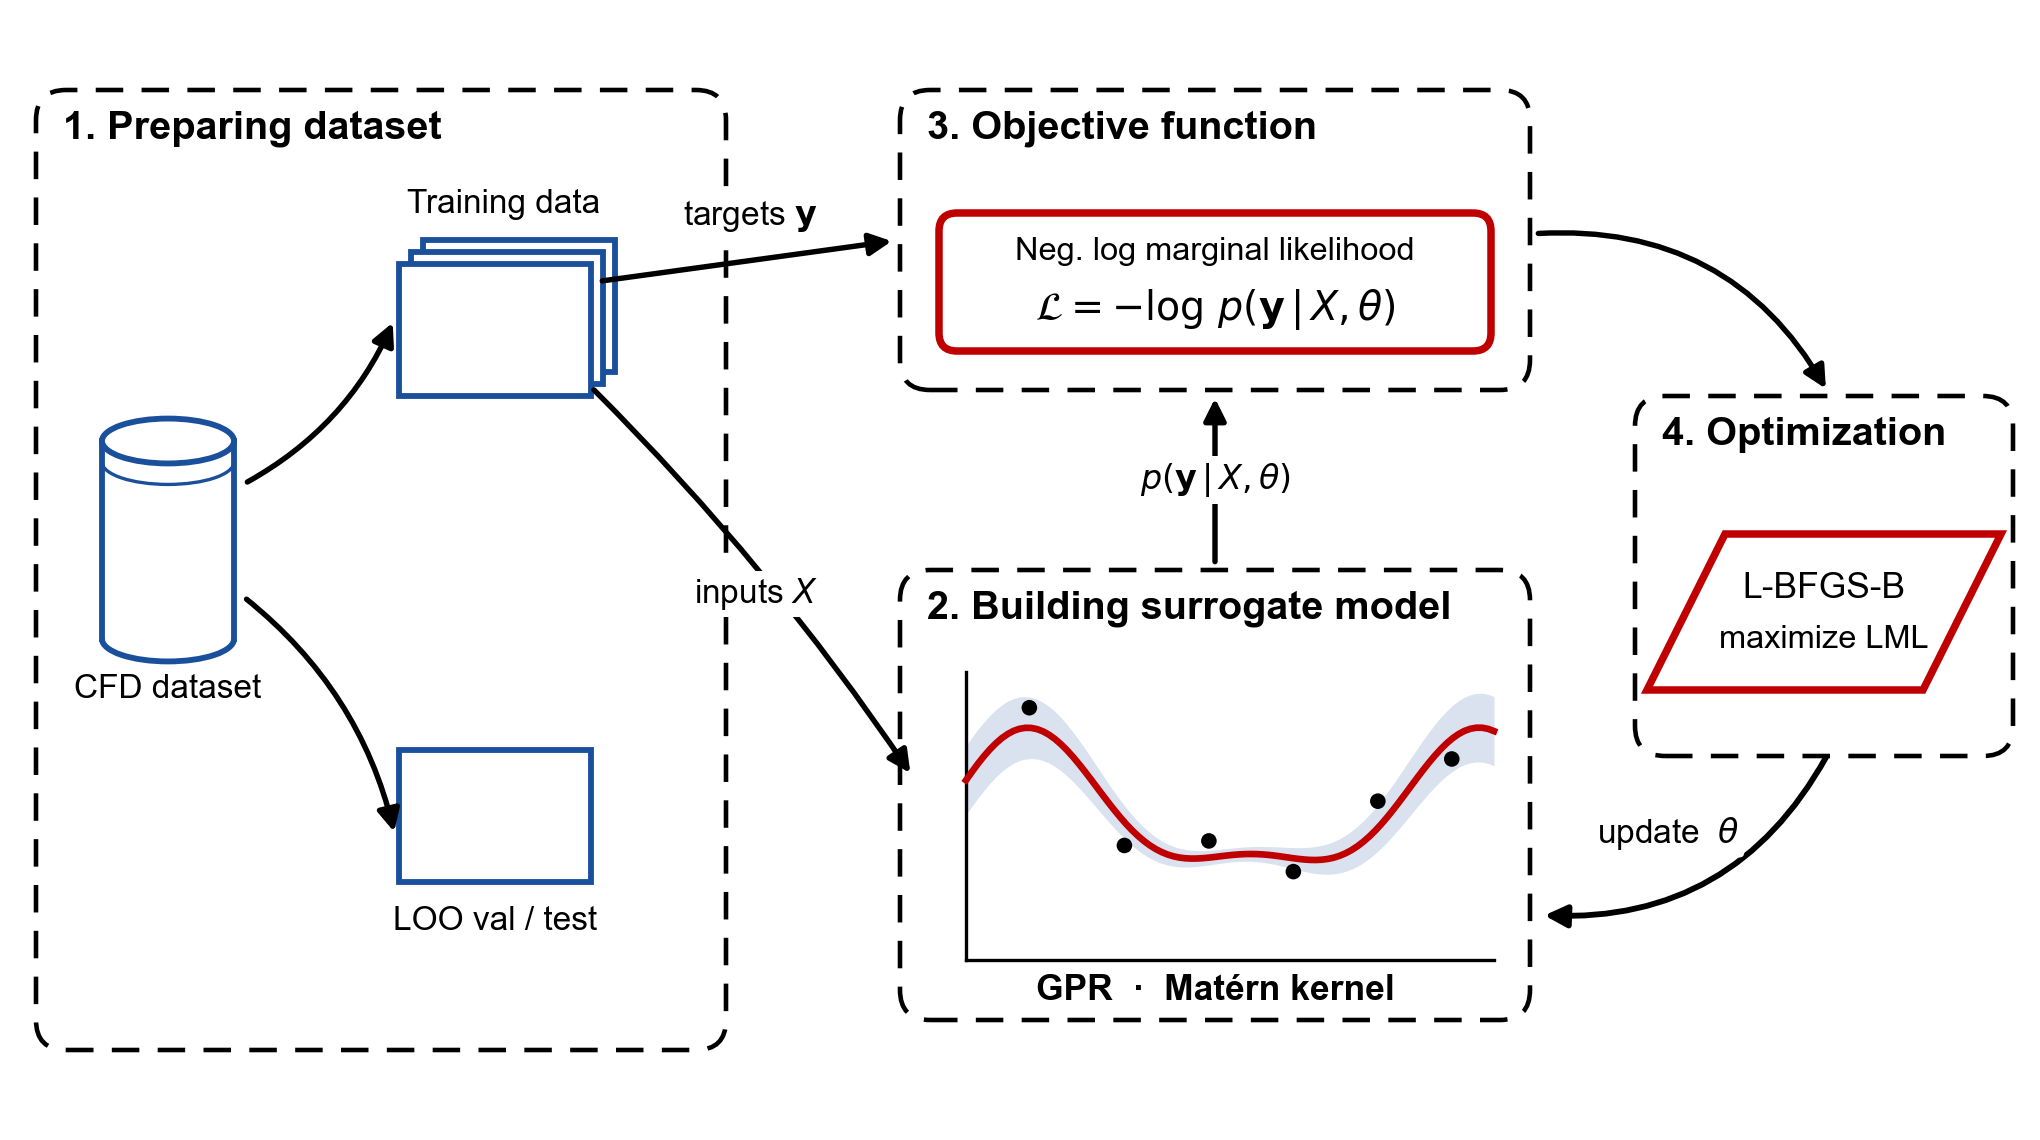 1. Preparing dataset
Training data
CFD dataset
LOO val / test
targets y
inputs X
3. Objective function
Neg. log marginal likelihood
ℒ = −log p(y | X, θ)
p(y | X, θ)
2. Building surrogate model
GPR · Matérn kernel
4. Optimization
L-BFGS-B
maximize LML
update θ